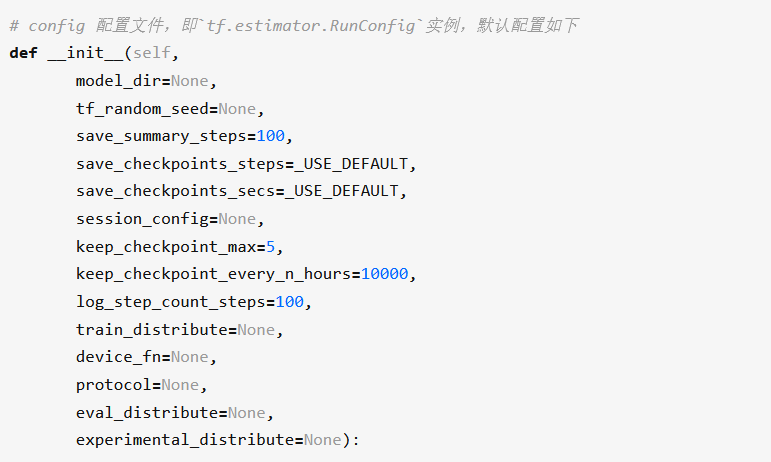 # config 配置文件，即`tf.estimator.RunConfig`实例，默认配置如下
def __init__(self,
        model_dir=None,
        tf_random_seed=None,
        save_summary_steps=100,
        save_checkpoints_steps=_USE_DEFAULT,
        save_checkpoints_secs=_USE_DEFAULT,
        session_config=None,
        keep_checkpoint_max=5,
        keep_checkpoint_every_n_hours=10000,
        log_step_count_steps=100,
        train_distribute=None,
        device_fn=None,
        protocol=None,
        eval_distribute=None,
        experimental_distribute=None):